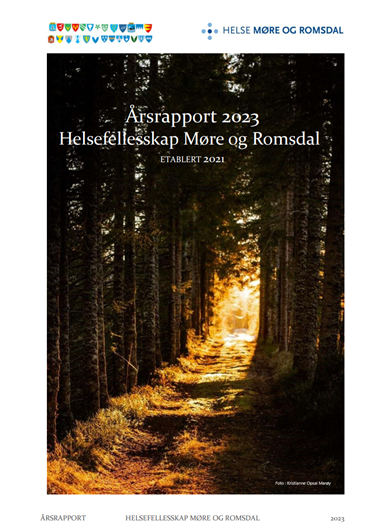 HELSE MØRE OG ROMSDAL
Årsrapport 2023
Helsefellesskap Møre og Romsdal
ETABLERT 2021
Foto : Kristianne Opsal Marøy
ÅRSRAPPORT HELSEFELLESSKAP MØRE OG ROMSDAL 2023